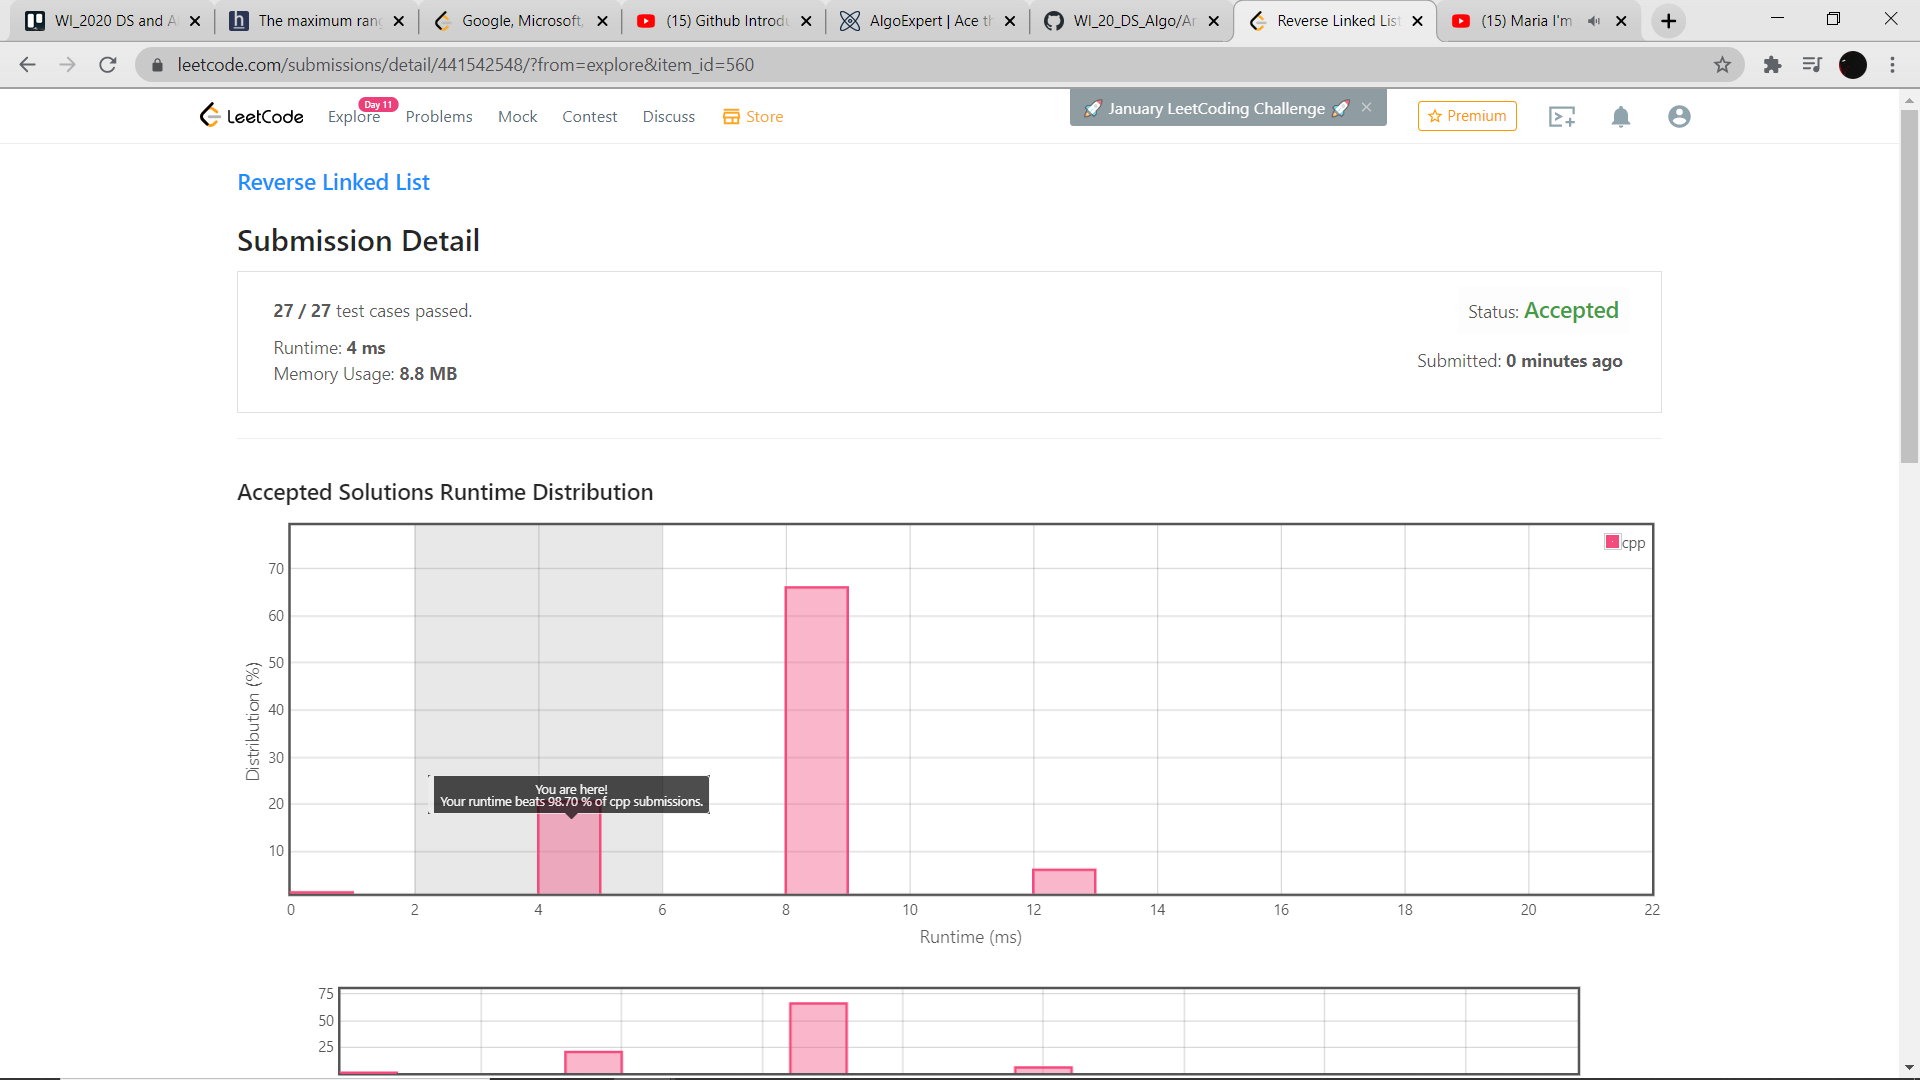 WI_2020 DS and A
The maximum ran
Google, Microsoft,
(15) Github Introdu
AlgoExpert | Ace th
WI_20_DS_Algo/Ar
Reverse Linked List
(15) Maria I'm
leetcode.com/submissions/detail/441542548/?from=explore&item_id=560
LeetCode
Explore
Day 11
Problems
Mock
Contest
Discuss
Store
🚀 January LeetCoding Challenge 🚀
Premium
Reverse Linked List
Submission Detail
27 / 27 test cases passed.
Status: Accepted
Runtime: 4 ms
Submitted: 0 minutes ago
Memory Usage: 8.8 MB
Accepted Solutions Runtime Distribution
cpp
70
60
50
40
30
20
10
Distribution (%)
You are here!
Your runtime beats 98.70 % of cpp submissions.
0 2 4 6 8 10 12 14 16 18 20 22
Runtime (ms)
75
50
25